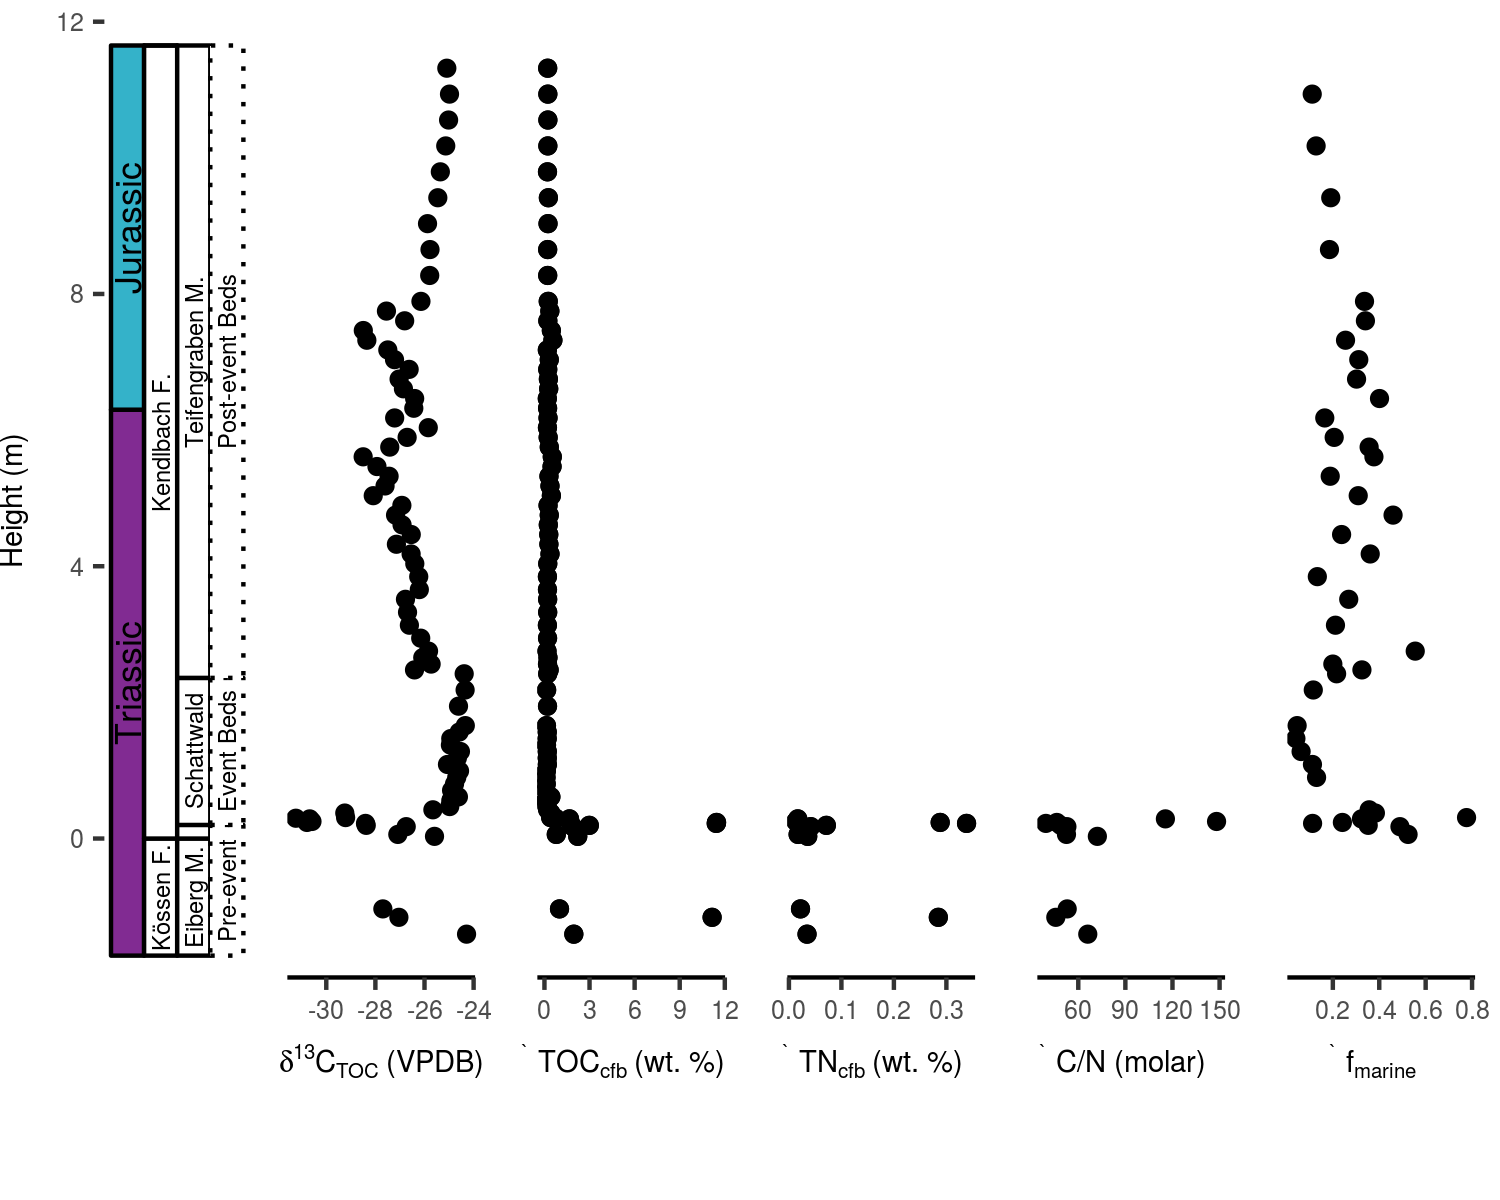 12
8
4
0
Height (m)
Jurassic
Triassic
Kendlbach F.
Kössen F.
Teifengraben M.
Schattwald
Eiberg M.
Post-event Beds
Event Beds
Pre-event
-30 -28 -26 -24
0 3 6 9 12
0.0 0.1 0.2 0.3
60 90 120 150
0.2 0.4 0.6 0.8
δ13CTOC (VPDB)
` TOCcfb (wt. %)
` TNcfb (wt. %)
` C/N (molar)
` fmarine